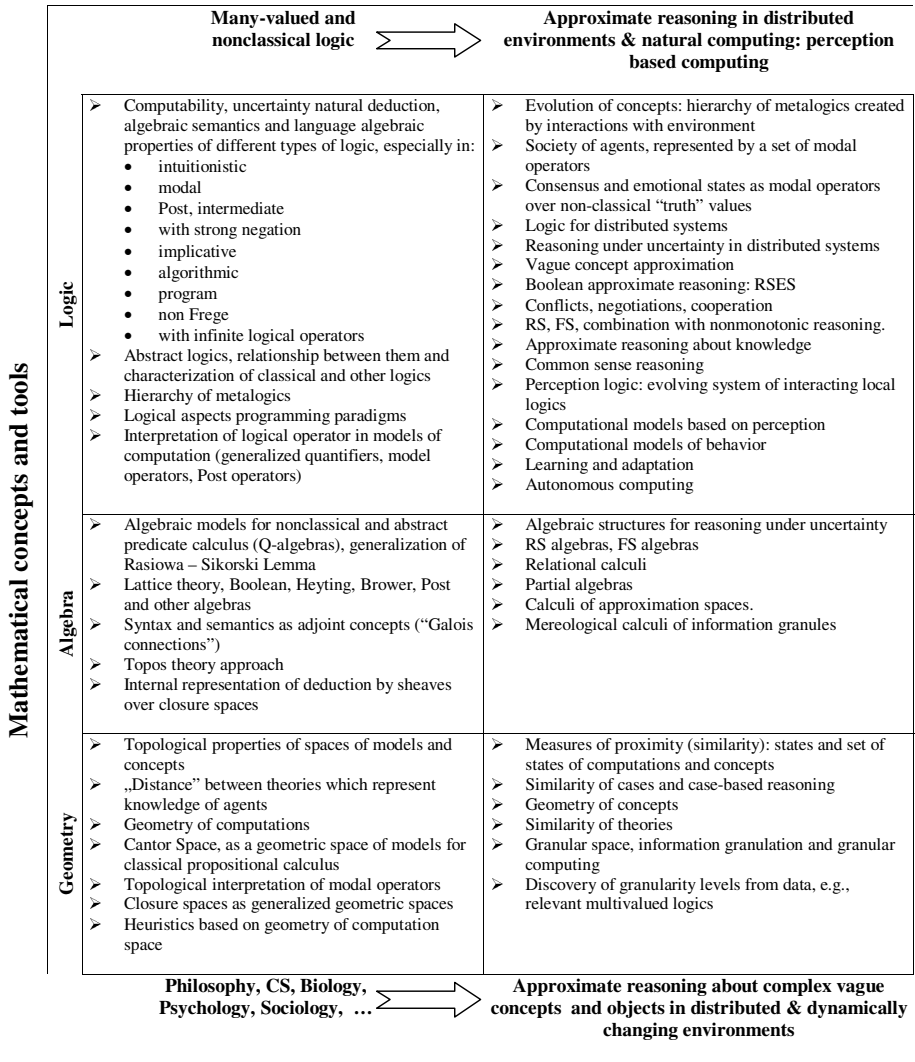 Many-valued and
nonclassical logic
Approximate reasoning in distributed
environments & natural computing: perception
based computing
Mathematical concepts and tools
Logic
➢ Computability, uncertainty natural deduction,
algebraic semantics and language algebraic
properties of different types of logic, especially in:
• intuitionistic
• modal
• Post, intermediate
• with strong negation
• implicative
• algorithmic
• program
• non Frege
• with infinite logical operators
➢ Abstract logics, relationship between them and
characterization of classical and other logics
➢ Hierarchy of metalogics
➢ Logical aspects programming paradigms
➢ Interpretation of logical operator in models of
computation (generalized quantifiers, model
operators, Post operators)
➢ Evolution of concepts: hierarchy of metalogics created
by interactions with environment
➢ Society of agents, represented by a set of modal
operators
➢ Consensus and emotional states as modal operators
over non-classical “truth” values
➢ Logic for distributed systems
➢ Reasoning under uncertainty in distributed systems
➢ Vague concept approximation
➢ Boolean approximate reasoning: RSES
➢ Conflicts, negotiations, cooperation
➢ RS, FS, combination with nonmonotonic reasoning.
➢ Approximate reasoning about knowledge
➢ Common sense reasoning
➢ Perception logic: evolving system of interacting local
logics
➢ Computational models based on perception
➢ Computational models of behavior
➢ Learning and adaptation
➢ Autonomous computing
Algebra
➢ Algebraic models for nonclassical and abstract
predicate calculus (Q-algebras), generalization of
Rasiowa – Sikorski Lemma
➢ Lattice theory, Boolean, Heyting, Brower, Post
and other algebras
➢ Syntax and semantics as adjoint concepts (“Galois
connections”)
➢ Topos theory approach
➢ Internal representation of deduction by sheaves
over closure spaces
➢ Algebraic structures for reasoning under uncertainty
➢ RS algebras, FS algebras
➢ Relational calculi
➢ Partial algebras
➢ Calculi of approximation spaces.
➢ Mereological calculi of information granules
Geometry
➢ Topological properties of spaces of models and
concepts
➢ „Distance” between theories which represent
knowledge of agents
➢ Geometry of computations
➢ Cantor Space, as a geometric space of models for
classical propositional calculus
➢ Topological interpretation of modal operators
➢ Closure spaces as generalized geometric spaces
➢ Heuristics based on geometry of computation
space
➢ Measures of proximity (similarity): states and set of
states of computations and concepts
➢ Similarity of cases and case-based reasoning
➢ Geometry of concepts
➢ Similarity of theories
➢ Granular space, information granulation and granular
computing
➢ Discovery of granularity levels from data, e.g.,
relevant multivalued logics
Philosophy, CS, Biology,
Psychology, Sociology, …
Approximate reasoning about complex vague
concepts and objects in distributed & dynamically
changing environments